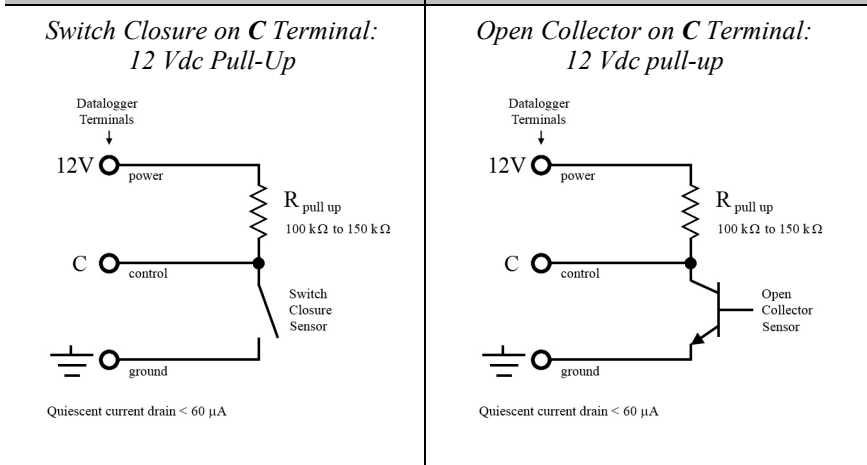 Switch Closure on C Terminal:
12 Vdc Pull-Up
Datalogger
Terminals
12V
power
R pull up
100 kΩ to 150 kΩ
C
control
Switch
Closure
Sensor
ground
Quiescent current drain < 60 µA
Open Collector on C Terminal:
12 Vdc pull-up
Datalogger
Terminals
12V
power
R pull up
100 kΩ to 150 kΩ
C
control
Open
Collector
Sensor
ground
Quiescent current drain < 60 µA